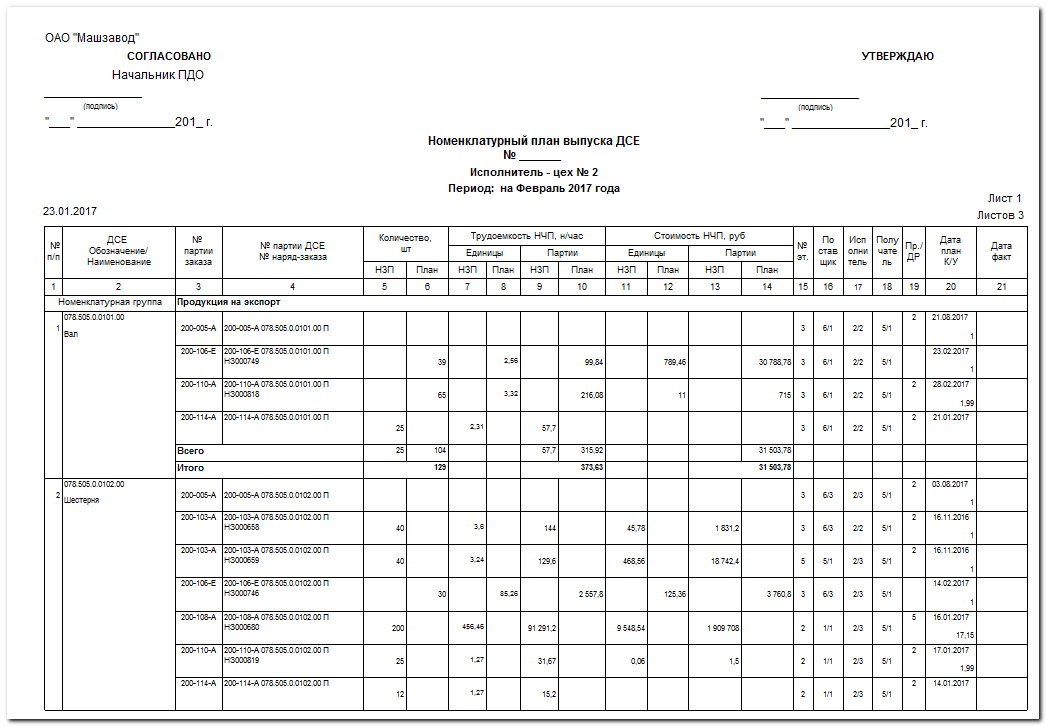 ОАО "Машзавод"
СОГЛАСОВАНО УТВЕРЖДАЮ
Начальник ПДО
_______________ _______________
(подпись) (подпись)
"___" _______________201_ г. "___" _______________201_ г.
Номенклатурный план выпуска ДСЕ
№ ______
Исполнитель - цех № 2
Период: на Февраль 2017 года
Лист 1
23.01.2017 Листов 3
№ п/п ДСЕ Обозначение/ Наименование № партии заказа № партии ДСЕ № наряд-заказа Количество, шт Трудоемкость НЧП, н/час Стоимость НЧП, руб № эт. По став щик Исп олни тель Полу чате ль Пр./ ДР Дата план К/У Дата факт
Единицы Партии Единицы Партии
НЗП План НЗП План НЗП План НЗП План НЗП План
1 2 3 4 5 6 7 8 9 10 11 12 13 14 15 16 17 18 19 20 21
Номенклатурная группа Продукция на экспорт
1 078.505.0.0101.00
Вал
200-005-А 200-005-А 078.505.0.0101.00 П 3 6/1 2/2 5/1 2 21.08.2017
1
200-106-Е 200-106-Е 078.505.0.0101.00 П
НЗ000749 39 2,56 99,84 789,46 30 788,78 3 6/1 2/2 5/1 23.02.2017
1
200-110-А 200-110-А 078.505.0.0101.00 П
НЗ000818 65 3,32 216,08 11 715 3 6/1 2/2 5/1 2 28.02.2017
1,99
200-114-А 200-114-А 078.505.0.0101.00 П
25 2,31 57,7 3 6/1 2/2 5/1 2 21.01.2017
Всего 25 104 57,7 315,92 31 503,78
Итого 129 373,63 31 503,78
2 078.505.0.0102.00
Шестерня
200-005-А 200-005-А 078.505.0.0102.00 П 3 6/3 2/3 5/1 2 03.08.2017
1
200-103-А 200-103-А 078.505.0.0102.00 П
НЗ000658 40 3,6 144 45,78 1 831,2 3 6/3 2/2 5/1 2 16.11.2016
1
200-103-А 200-103-А 078.505.0.0102.00 П
НЗ000659 40 3,24 129,6 468,56 18 742,4 5 5/1 2/3 5/1 2 16.11.2016
1
200-106-Е 200-106-Е 078.505.0.0102.00 П
НЗ000746 30 85,26 2 557,8 125,36 3 760,8 3 6/3 2/3 5/1 14.02.2017
1
200-108-А 200-108-А 078.505.0.0102.00 П
НЗ000680 200 456,46 91 291,2 9 548,54 1 909 708 2 1/1 2/3 5/1 5 16.01.2017
17,15
200-110-А 200-110-А 078.505.0.0102.00 П
НЗ000819 25 1,27 31,67 0,06 1,5 2 1/1 2/3 5/1 2 17.01.2017
1,99
200-114-А 200-114-А 078.505.0.0102.00 П
12 1,27 15,2 2 1/1 2/3 5/1 2 14.01.2017